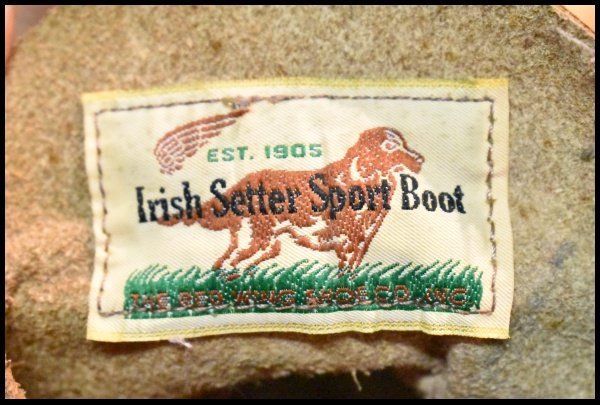 EST. 1905
Irish Setter Sport Boot
THE RED WING SHOE CO. INC.